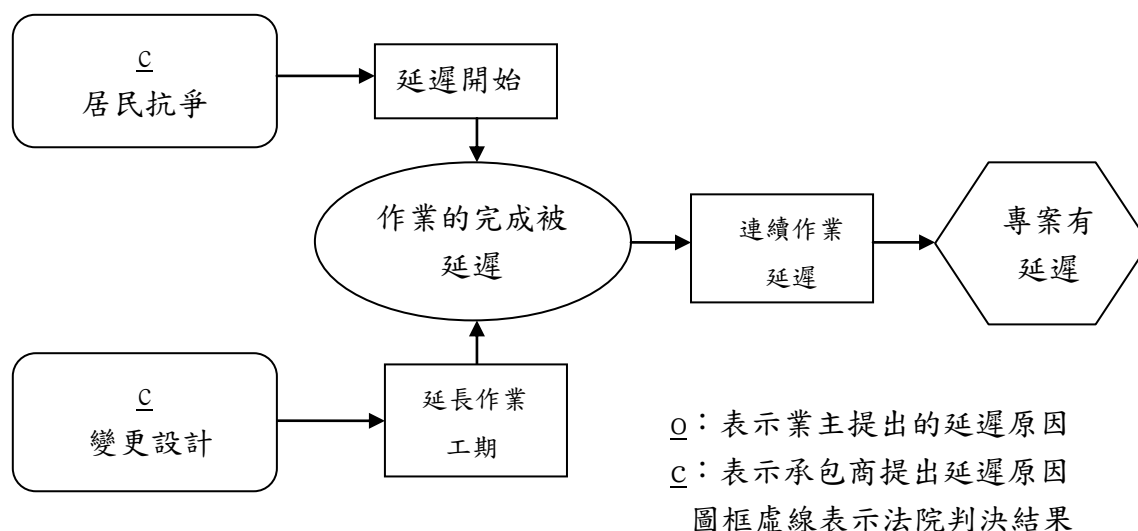 C
居民抗爭
延遲開始
作業的完成被
延遲
連續作業
延遲
專案有
延遲
C
變更設計
延長作業
工期
O：表示業主提出的延遲原因
C：表示承包商提出延遲原因
圖框虛線表示法院判決結果